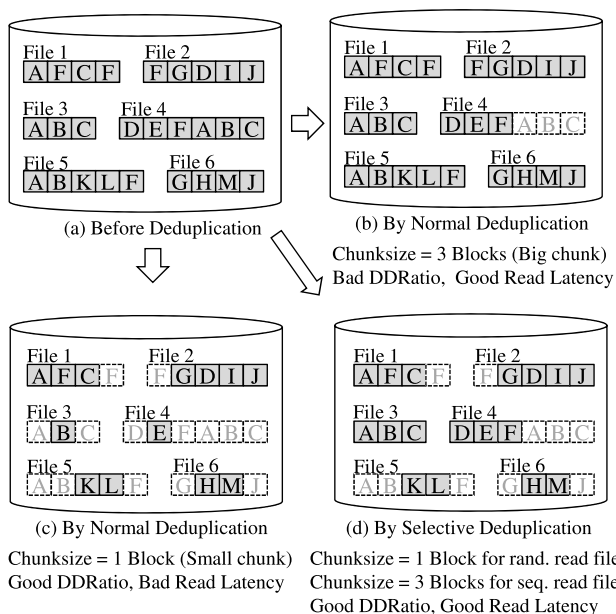 File 1 File 2
A F C F F G D I J
File 3 File 4
A B C D E F A B C
File 5 File 6
A B K L F G H M J
(a) Before Deduplication
File 1 File 2
A F C F F G D I J
File 3 File 4
A B C D E F A B C
File 5 File 6
A B K L F G H M J
(b) By Normal Deduplication
Chunksize = 3 Blocks (Big chunk)
Bad DDRatio, Good Read Latency
File 1 File 2
A F C F F G D I J
File 3 File 4
A B C D E F A B C
File 5 File 6
A B K L F G H M J
(c) By Normal Deduplication
Chunksize = 1 Block (Small chunk)
Good DDRatio, Bad Read Latency
File 1 File 2
A F C F F G D I J
File 3 File 4
A B C D E F A B C
File 5 File 6
A B K L F G H M J
(d) By Selective Deduplication
Chunksize = 1 Block for rand. read file
Chunksize = 3 Blocks for seq. read file
Good DDRatio, Good Read Latency